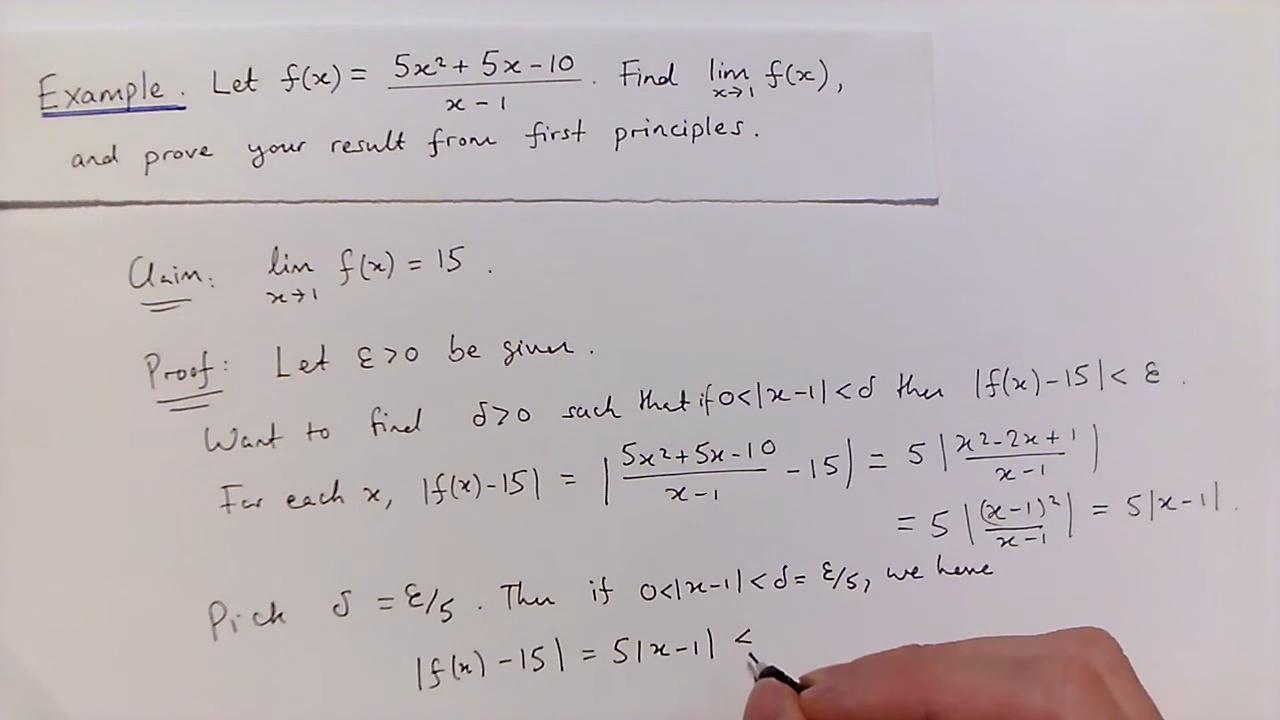 Example. Let f(x) = (5x² + 5x - 10)/(x - 1). Find lim x→1 f(x),
and prove your result from first principles.
Claim: lim x→1 f(x) = 15.
Proof: Let ε > 0 be given.
Want to find δ > 0 such that if 0 < |x - 1| < δ then |f(x) - 15| < ε.
For each x, |f(x) - 15| = |(5x² + 5x - 10)/(x - 1) - 15| = 5 |(x² - 2x + 1)/(x - 1)|
= 5 |(x - 1)²/(x - 1)| = 5|x - 1|.
Pick δ = ε/5. Then if 0 < |x - 1| < δ = ε/5, we have
|f(x) - 15| = 5|x - 1| <